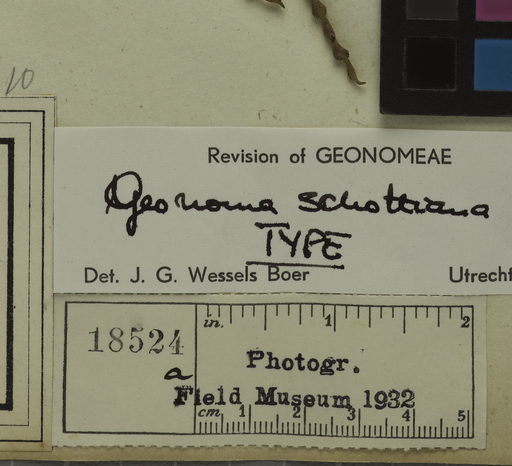 10
Revision of GEONOMEAE
Geonoma schottiana
TYPE
Det. J. G. Wessels Boer Utrecht
in. 1 2
18524
a
Photogr.
Field Museum 1932
cm. 1 2 3 4 5